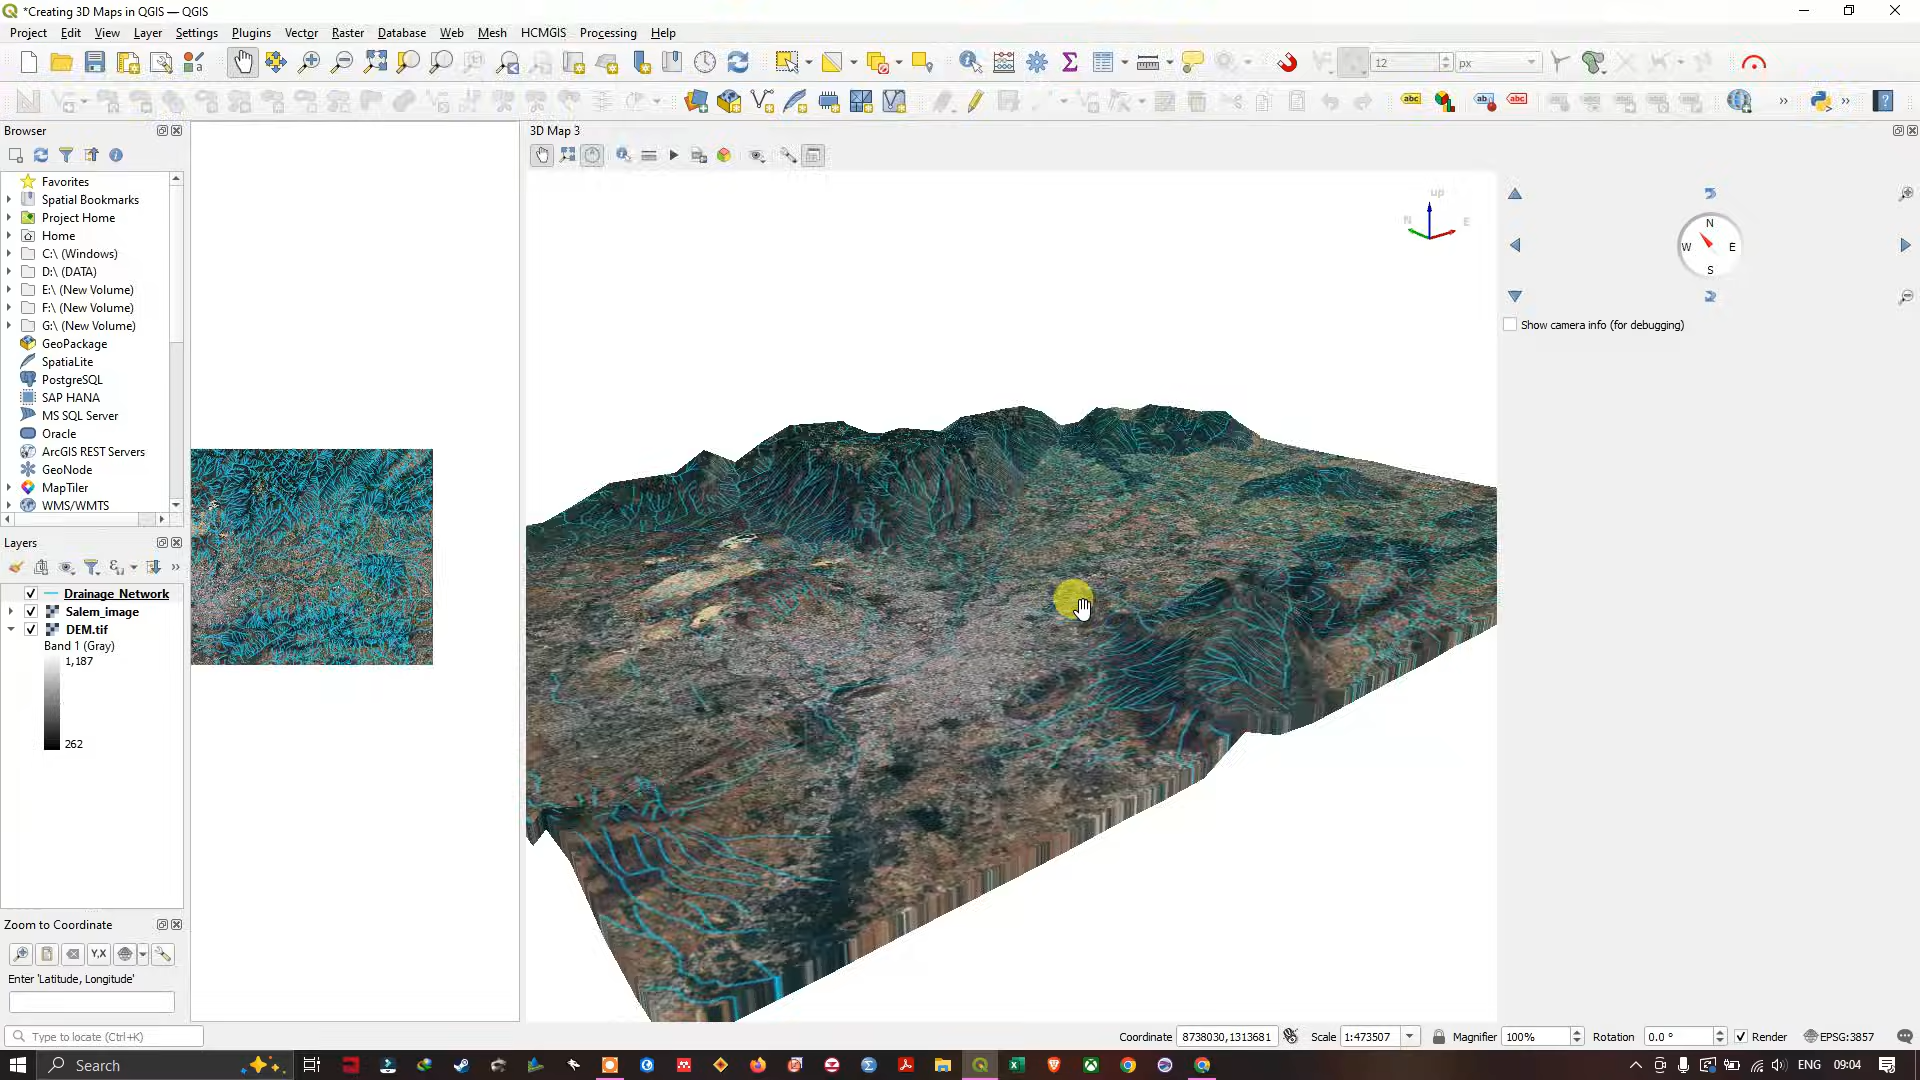 *Creating 3D Maps in QGIS — QGIS
Project Edit View Layer Settings Plugins Vector Raster Database Web Mesh HCMGIS Processing Help
12 px
abc abc abc
Browser
3D Map 3
Favorites
Spatial Bookmarks
Project Home
Home
C:\ (Windows)
D:\ (DATA)
E:\ (New Volume)
F:\ (New Volume)
G:\ (New Volume)
GeoPackage
SpatiaLite
PostgreSQL
SAP HANA
MS SQL Server
Oracle
ArcGIS REST Servers
GeoNode
MapTiler
WMS/WMTS
up
N E
N
W E
S
Show camera info (for debugging)
Layers
Drainage_Network
Salem_image
DEM.tif
Band 1 (Gray)
1,187
262
Zoom to Coordinate
Y,X
Enter 'Latitude, Longitude'
Type to locate (Ctrl+K)
Coordinate 8738030,1313681 Scale 1:473507 Magnifier 100% Rotation 0.0 ° Render EPSG:3857
Search
ENG 09:04